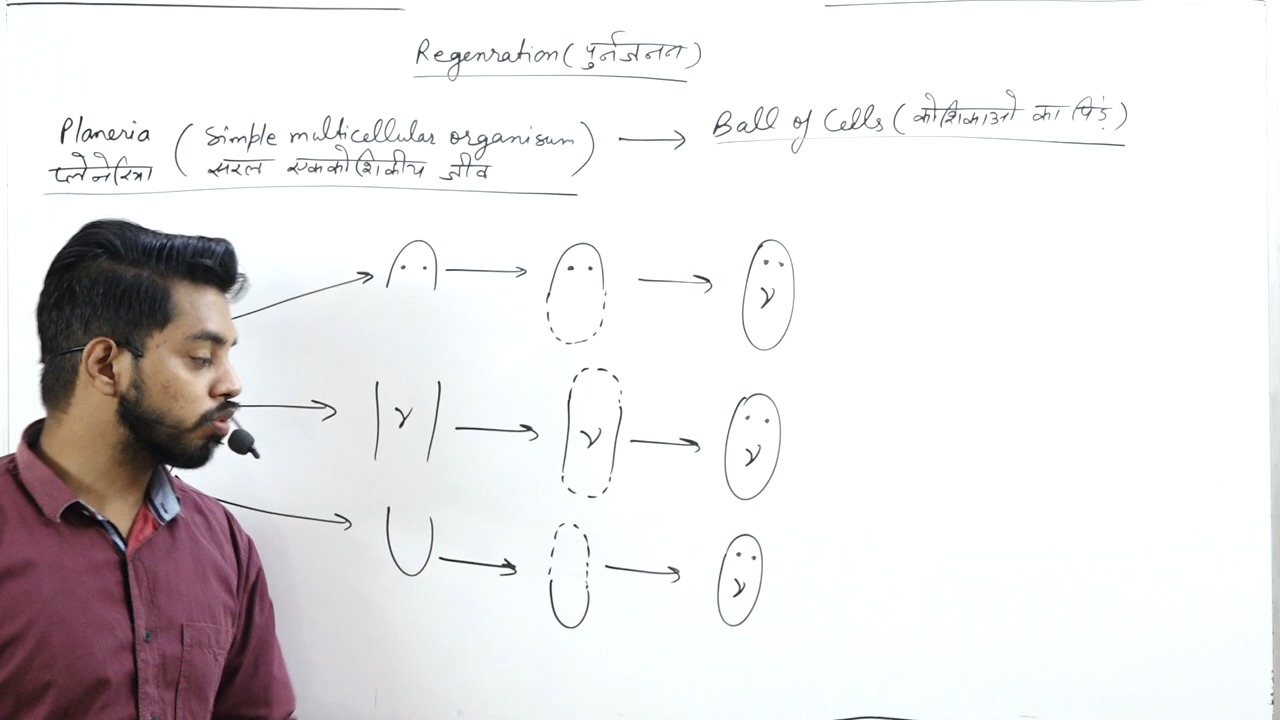 Regenration (पुर्नजनन)
Planeria ( Simple multicellular organisum ) → Ball of Cells (कोशिकाओ का पिंड)
प्लेनेरिया सरल एककोशिकीय जीव
γ
γ γ γ
γ